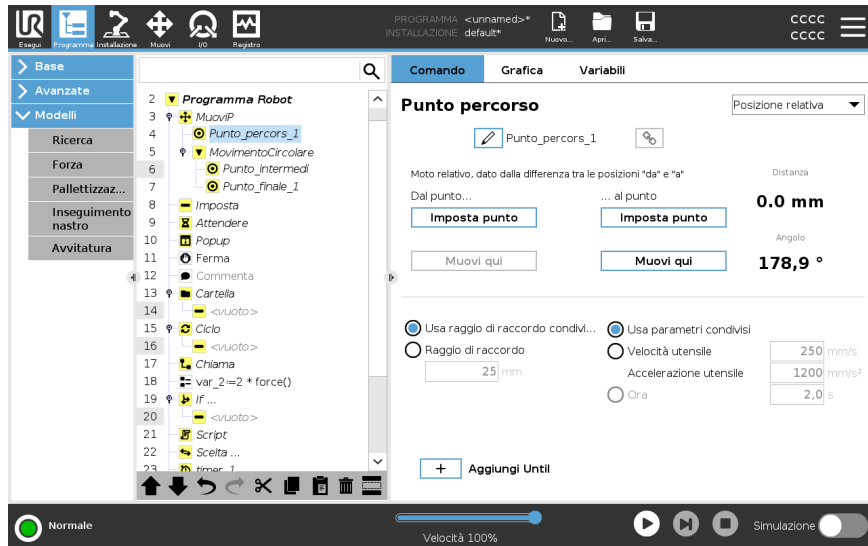 PROGRAMMA <unnamed>*
INSTALLAZIONE default*
CCCC
CCCC
Esegui Programma Installazione Muovi I/O Registro Nuovo... Apri... Salva...
Base
Avanzate
Modelli
Ricerca
Forza
Pallettizzaz...
Inseguimento
nastro
Avvitatura
2 Programma Robot
3 MuoviP
4 Punto_percors_1
5 MovimentoCircolare
6 Punto_intermedi
7 Punto_finale_1
8 Imposta
9 Attendere
10 Popup
11 Ferma
12 Commenta
13 Cartella
14 <vuoto>
15 Ciclo
16 <vuoto>
17 Chiama
18 var_2≔2 * force()
19 If ...
20 <vuoto>
21 Script
22 Scelta ...
23 timer_1
Comando Grafica Variabili
Punto percorso
Posizione relativa
Punto_percors_1
Moto relativo, dato dalla differenza tra le posizioni "da" e "a"
Distanza
Dal punto... ... al punto
0.0 mm
Imposta punto Imposta punto
Angolo
Muovi qui Muovi qui
178,9 °
Usa raggio di raccordo condivi... Usa parametri condivisi
Raggio di raccordo Velocità utensile 250 mm/s
25 mm Accelerazione utensile 1200 mm/s²
Ora 2,0 s
+ Aggiungi Until
Normale
Velocità 100%
Simulazione